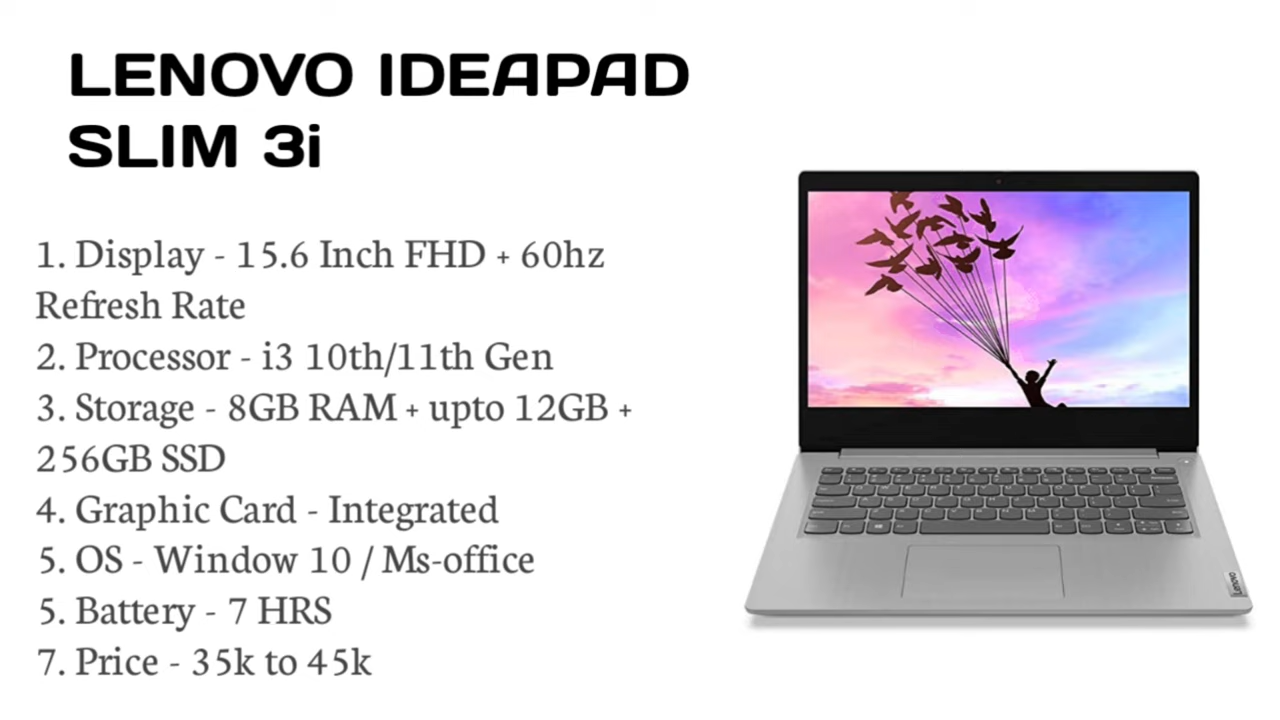 LENOVO IDEAPAD
SLIM 3i
1. Display - 15.6 Inch FHD + 60hz
Refresh Rate
2. Processor - i3 10th/11th Gen
3. Storage - 8GB RAM + upto 12GB +
256GB SSD
4. Graphic Card - Integrated
5. OS - Window 10 / Ms-office
5. Battery - 7 HRS
7. Price - 35k to 45k
Lenovo